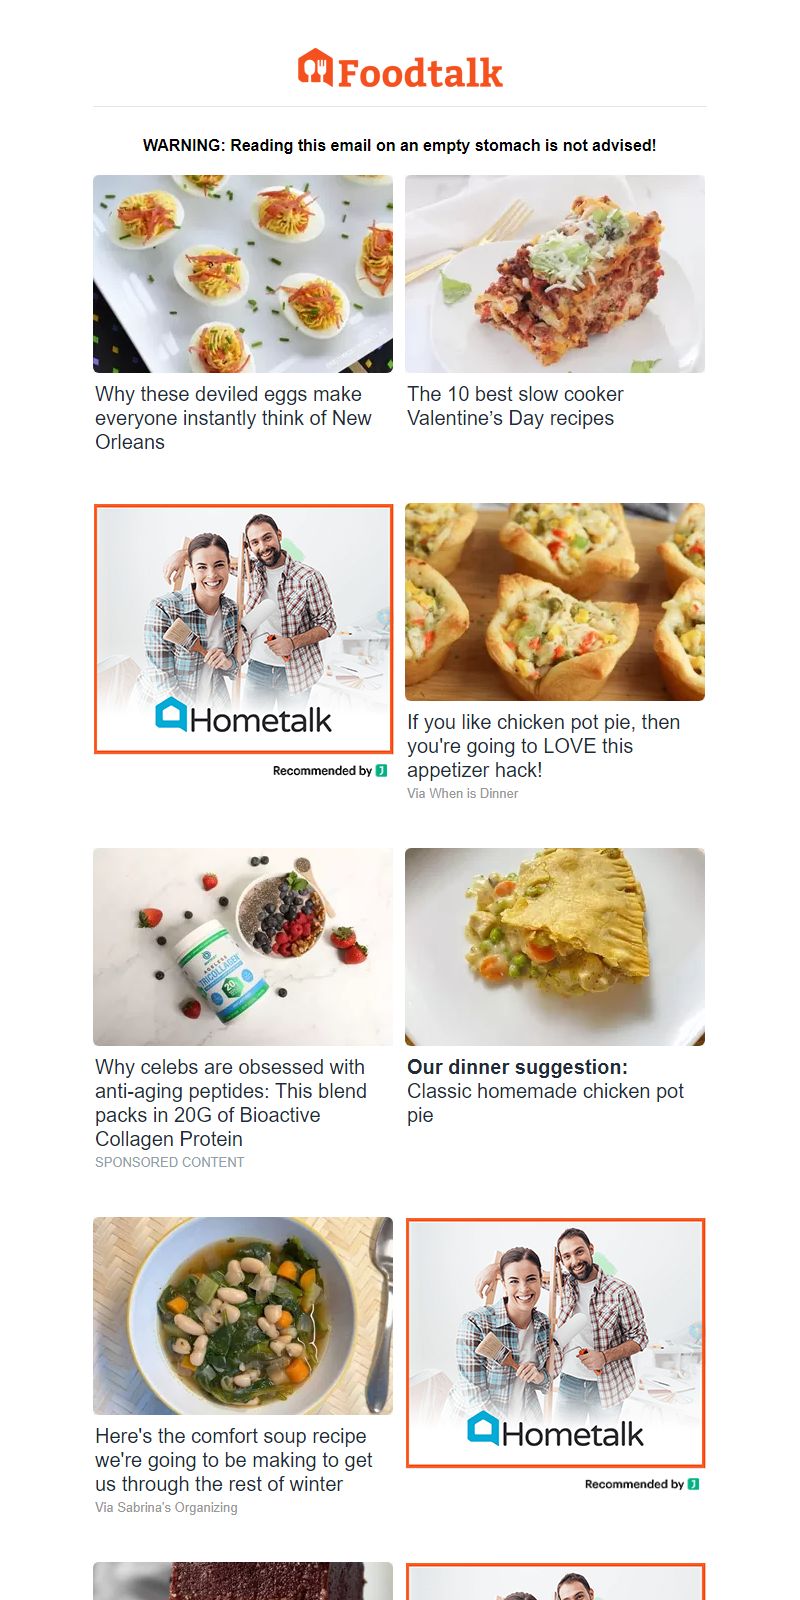 Foodtalk
WARNING: Reading this email on an empty stomach is not advised!
Why these deviled eggs make
everyone instantly think of New
Orleans
The 10 best slow cooker
Valentine’s Day recipes
Hometalk
Recommended by J
If you like chicken pot pie, then
you're going to LOVE this
appetizer hack!
Via When is Dinner
AGELESS
TRICOLLAGEN
20
Why celebs are obsessed with
anti-aging peptides: This blend
packs in 20G of Bioactive
Collagen Protein
SPONSORED CONTENT
Our dinner suggestion:
Classic homemade chicken pot
pie
Here's the comfort soup recipe
we're going to be making to get
us through the rest of winter
Via Sabrina's Organizing
Hometalk
Recommended by J